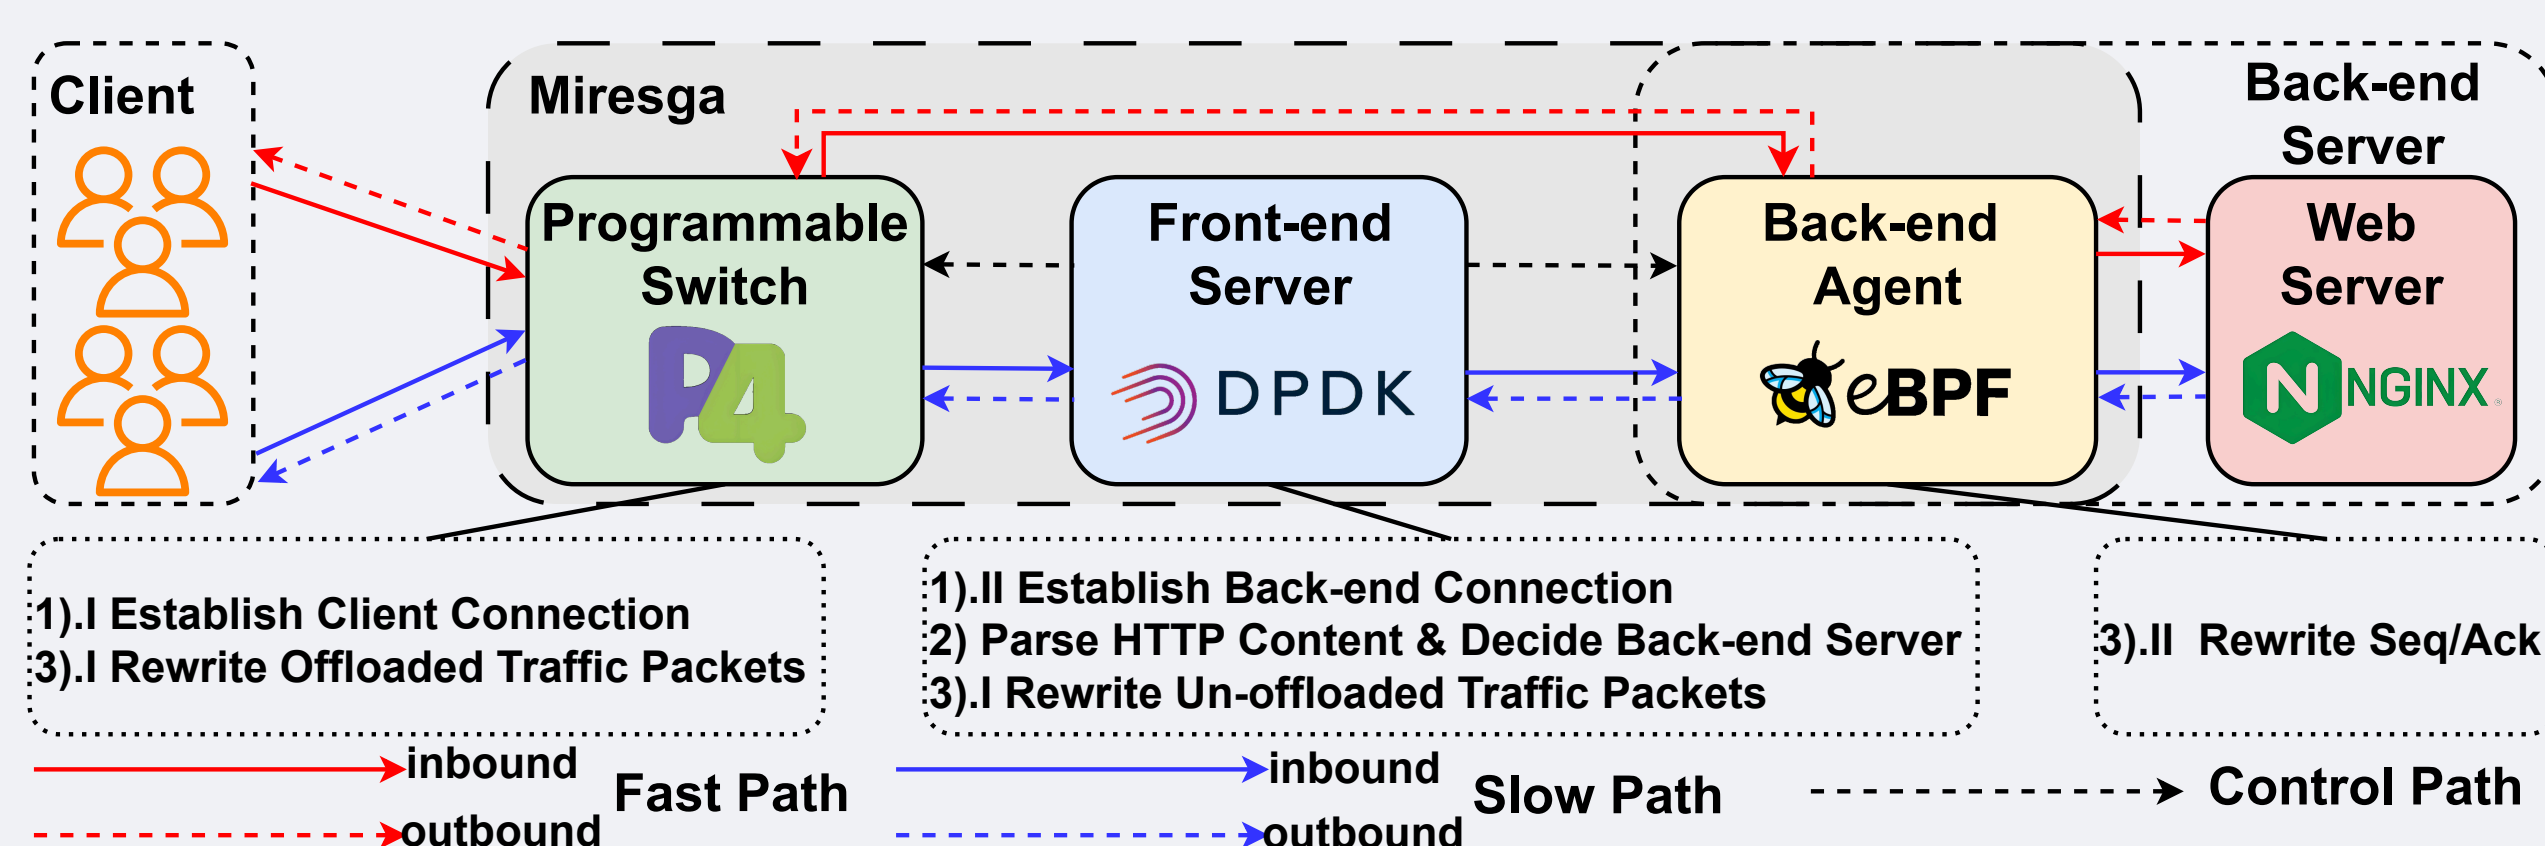 Client
Miresga
Back-end
Server
Programmable
Switch
P4
Front-end
Server
DPDK
Back-end
Agent
eBPF
Web
Server
N NGINX
1).I Establish Client Connection
3).I Rewrite Offloaded Traffic Packets
1).II Establish Back-end Connection
2) Parse HTTP Content & Decide Back-end Server
3).I Rewrite Un-offloaded Traffic Packets
3).II Rewrite Seq/Ack
inbound
outbound
Fast Path
inbound
outbound
Slow Path
Control Path